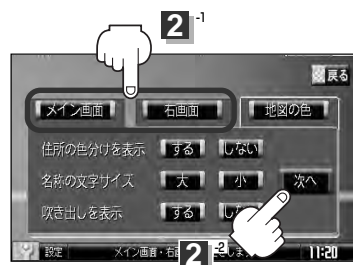 2-1
戻る
メイン画面 右画面 地図の色
住所の色分けを表示 する しない
名称の文字サイズ 大 小 次へ
吹き出しを表示 する
2-2
設定 メイン画面・右 11:20